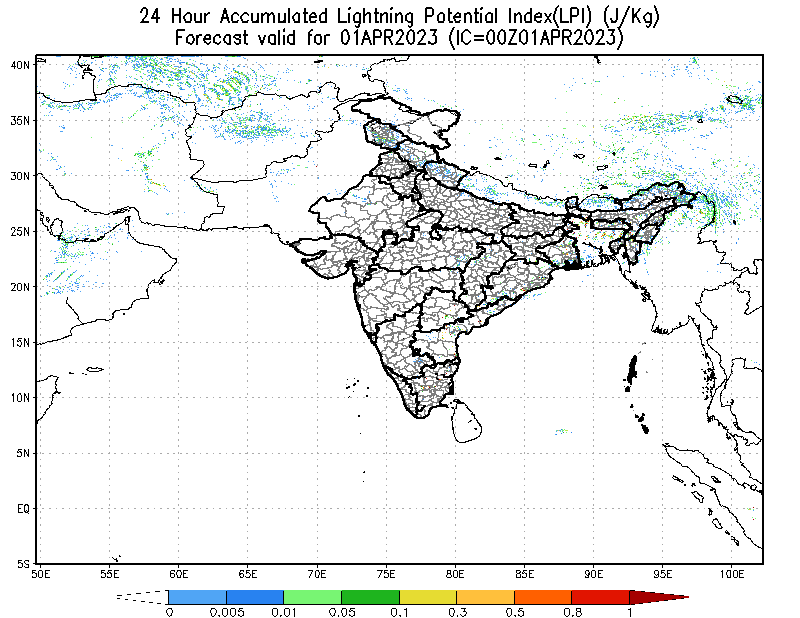 24 Hour Accumulated Lightning Potential Index(LPI) (J/Kg)
Forecast valid for 01APR2023 (IC=00Z01APR2023)
40N
35N
30N
25N
20N
15N
10N
5N
EQ
5S
50E 55E 60E 65E 70E 75E 80E 85E 90E 95E 100E
0 0.005 0.01 0.05 0.1 0.3 0.5 0.8 1